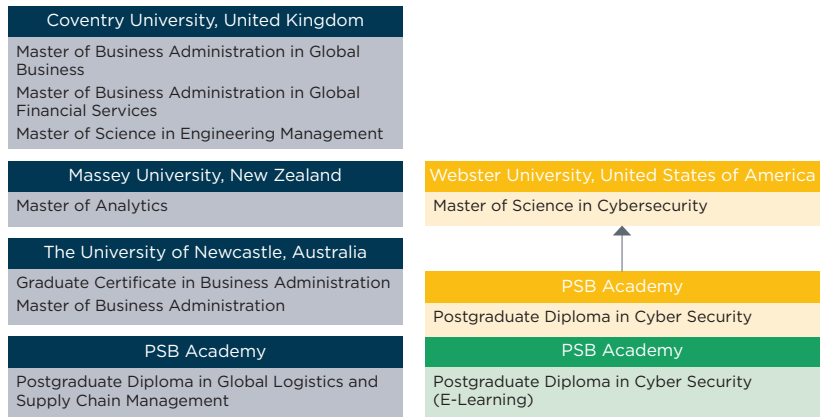 Coventry University, United Kingdom
Master of Business Administration in Global
Business
Master of Business Administration in Global
Financial Services
Master of Science in Engineering Management
Massey University, New Zealand
Master of Analytics
The University of Newcastle, Australia
Graduate Certificate in Business Administration
Master of Business Administration
PSB Academy
Postgraduate Diploma in Global Logistics and
Supply Chain Management
Webster University, United States of America
Master of Science in Cybersecurity
PSB Academy
Postgraduate Diploma in Cyber Security
PSB Academy
Postgraduate Diploma in Cyber Security
(E-Learning)